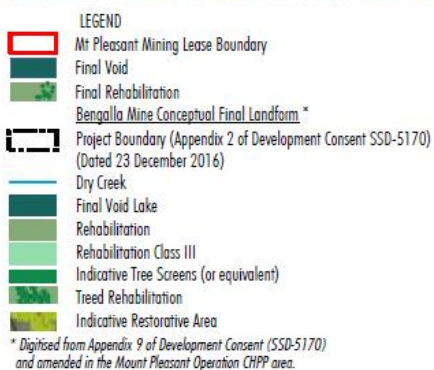 LEGEND
Mt Pleasant Mining Lease Boundary
Final Void
Final Rehabilitation
Bengalla Mine Conceptual Final Landform *
Project Boundary (Appendix 2 of Development Consent SSD-5170)
(Dated 23 December 2016)
Dry Creek
Final Void Lake
Rehabilitation
Rehabilitation Class III
Indicative Tree Screens (or equivalent)
Treed Rehabilitation
Indicative Restorative Area
* Digitised from Appendix 9 of Development Consent (SSD-5170)
and amended in the Mount Pleasant Operation CHPP area.